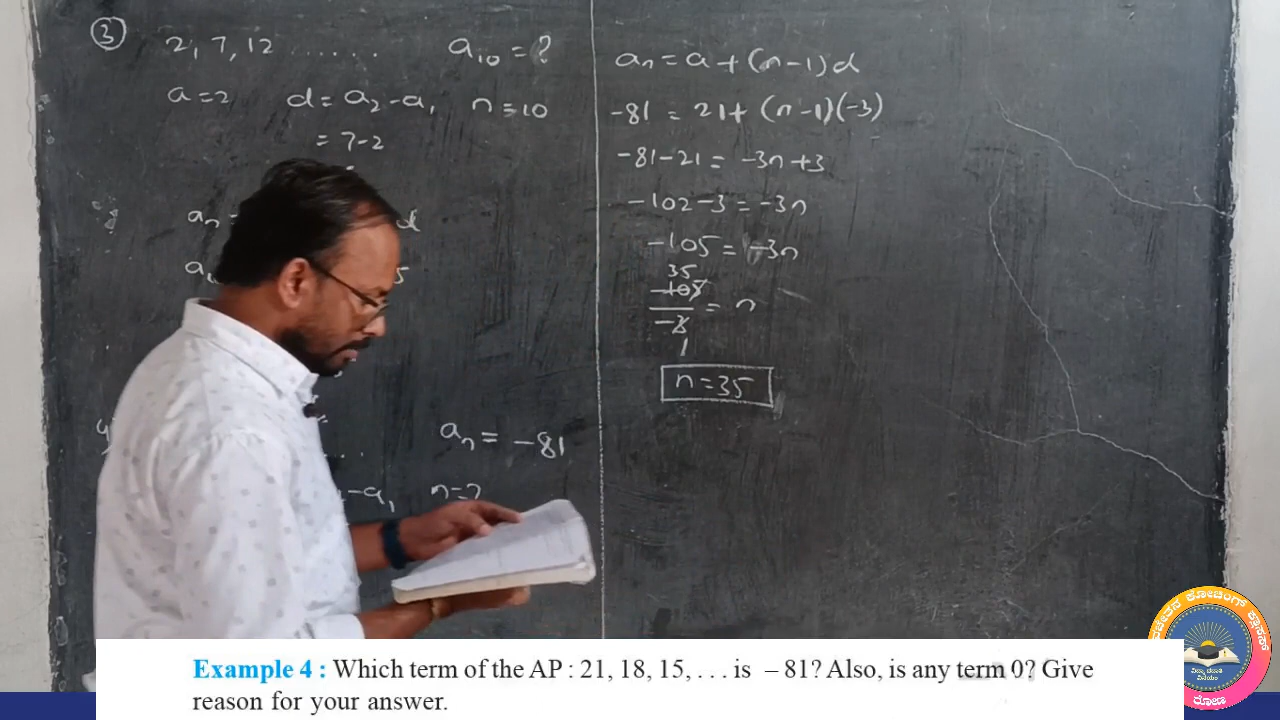 ③ 2, 7, 12 ...... a₁₀ = ?
a = 2 d = a₂ - a₁ n = 10
= 7-2
aₙ
d
5
aₙ = -81
-a₁ n=?
aₙ = a + (n-1)d
-81 = 21 + (n-1)(-3)
-81-21 = -3n+3
-102-3 = -3n
-105 = -3n
35
-105
-3 = n
1
n = 35
Example 4 : Which term of the AP : 21, 18, 15, . . . is – 81? Also, is any term 0? Give
reason for your answer.
ರೋಣ